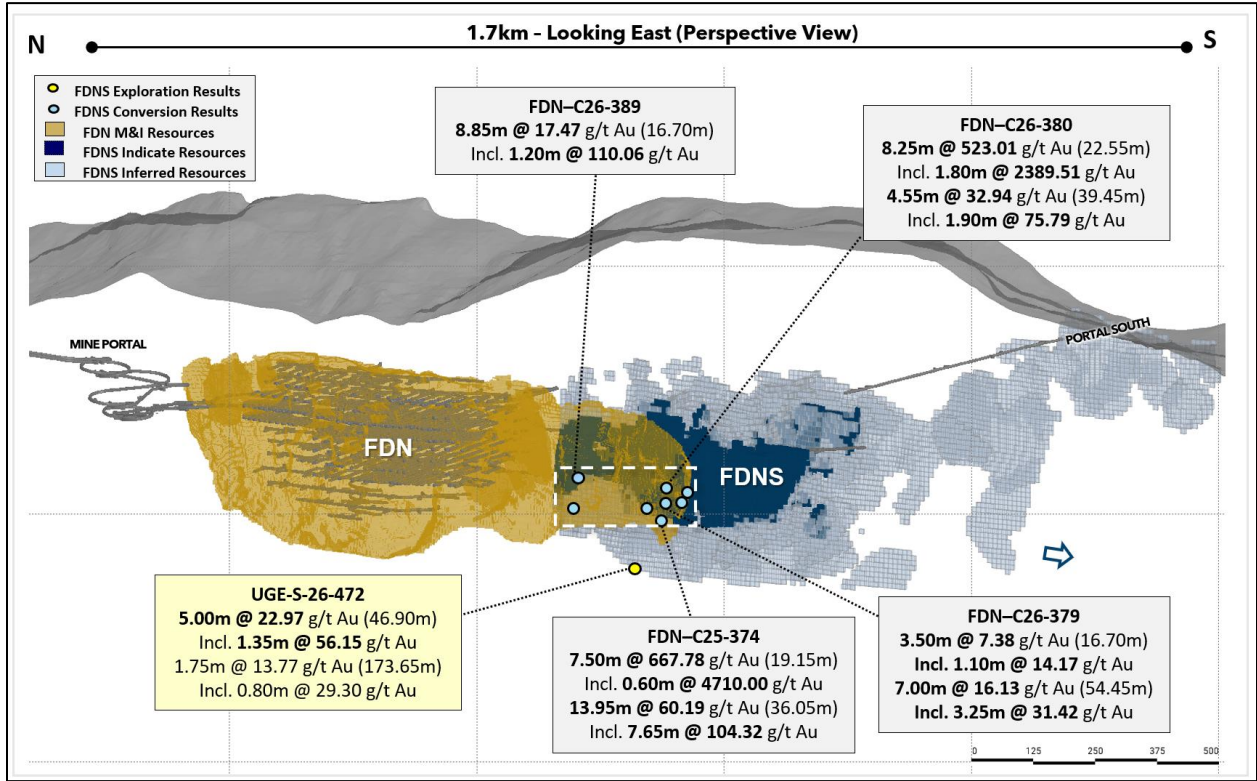 1.7km – Looking East (Perspective View)
N
S
FDNS Exploration Results
FDNS Conversion Results
FDN M&I Resources
FDNS Indicate Resources
FDNS Inferred Resources
FDN–C26-389
8.85m @ 17.47 g/t Au (16.70m)
Incl. 1.20m @ 110.06 g/t Au
FDN–C26-380
8.25m @ 523.01 g/t Au (22.55m)
Incl. 1.80m @ 2389.51 g/t Au
4.55m @ 32.94 g/t Au (39.45m)
Incl. 1.90m @ 75.79 g/t Au
MINE PORTAL
PORTAL SOUTH
FDN
FDNS
UGE-S-26-472
5.00m @ 22.97 g/t Au (46.90m)
Incl. 1.35m @ 56.15 g/t Au
1.75m @ 13.77 g/t Au (173.65m)
Incl. 0.80m @ 29.30 g/t Au
FDN–C25-374
7.50m @ 667.78 g/t Au (19.15m)
Incl. 0.60m @ 4710.00 g/t Au
13.95m @ 60.19 g/t Au (36.05m)
Incl. 7.65m @ 104.32 g/t Au
FDN–C26-379
3.50m @ 7.38 g/t Au (16.70m)
Incl. 1.10m @ 14.17 g/t Au
7.00m @ 16.13 g/t Au (54.45m)
Incl. 3.25m @ 31.42 g/t Au
0 125 250 375 500